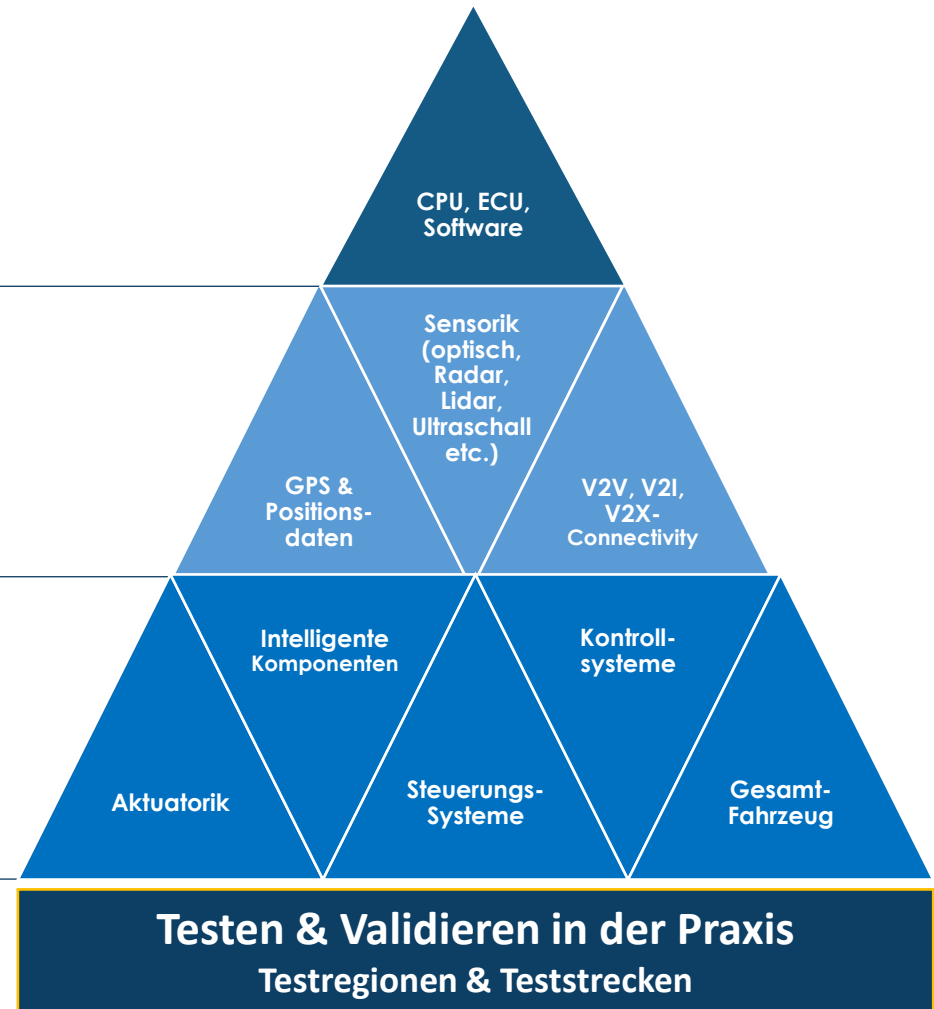 CPU, ECU,
Software
Sensorik
(optisch,
Radar,
Lidar,
Ultraschall
etc.)
GPS &
Positions-
daten
V2V, V2I,
V2X-
Connectivity
Intelligente
Komponenten
Kontroll-
systeme
Aktuatorik
Steuerungs-
Systeme
Gesamt-
Fahrzeug
Testen & Validieren in der Praxis
Testregionen & Teststrecken